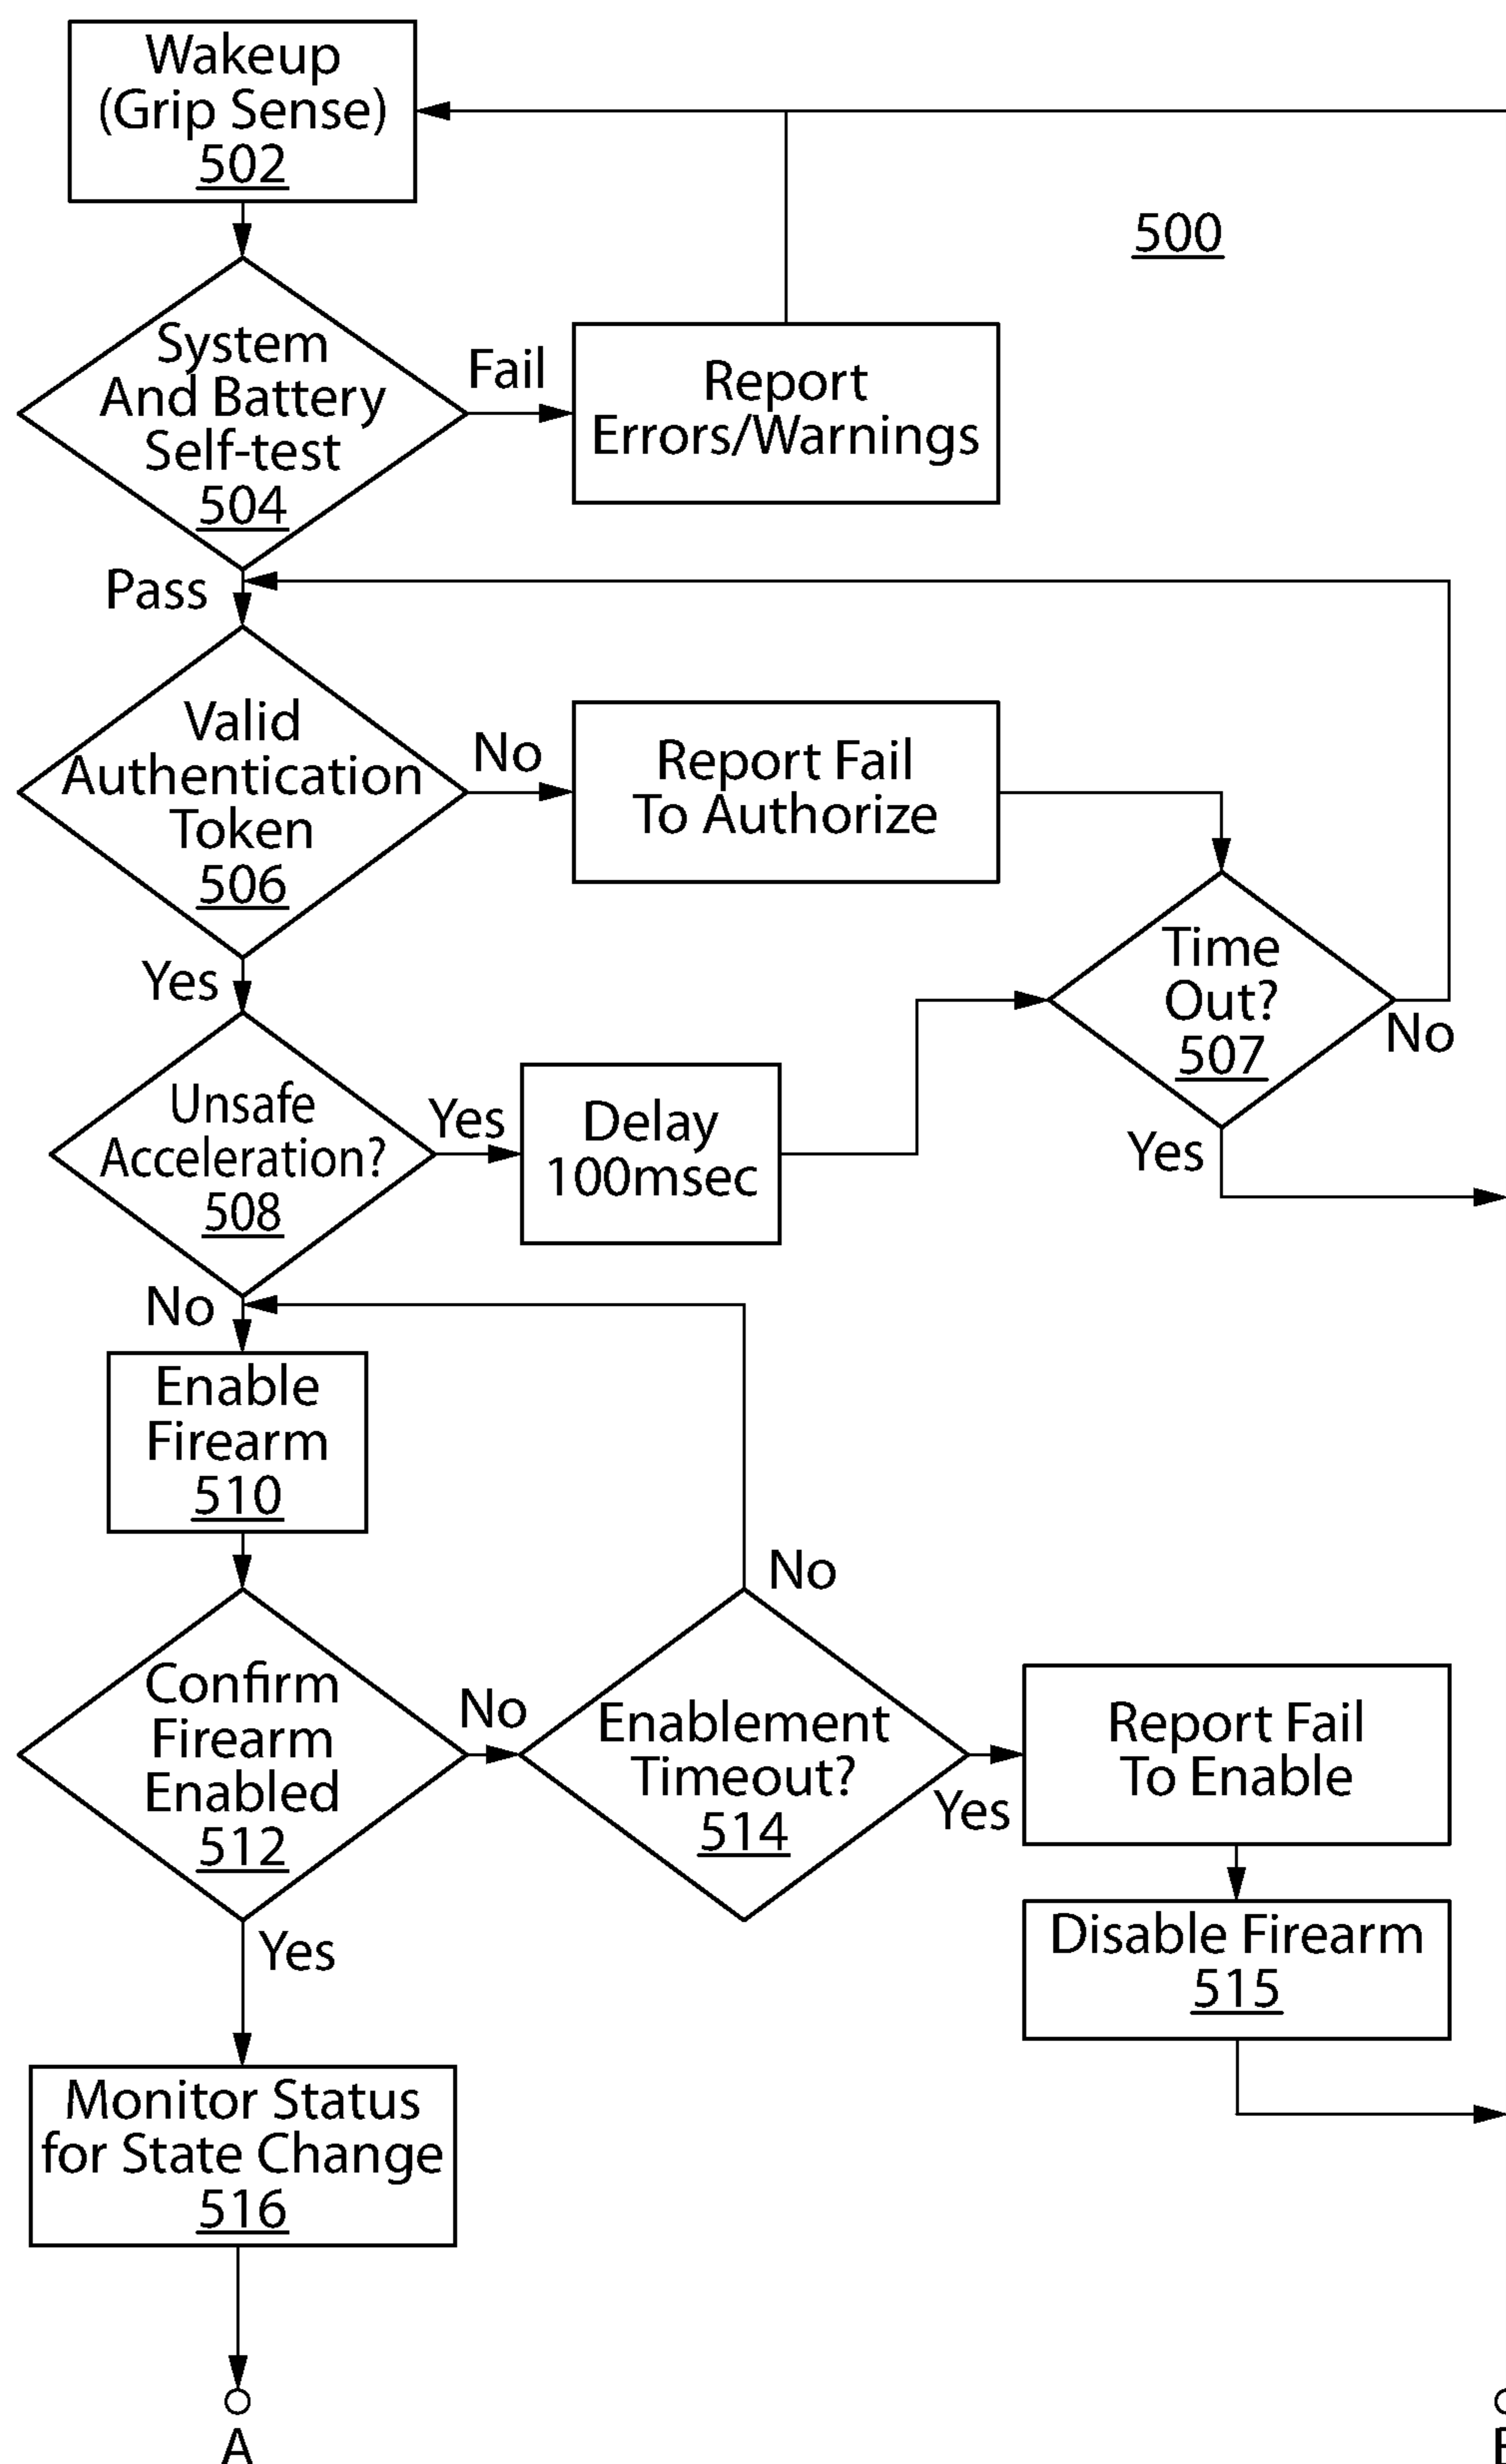 Wakeup
(Grip Sense)
502
500
System
And Battery
Self-test
504
Fail
Report
Errors/Warnings
Pass
Valid
Authentication
Token
506
No
Report Fail
To Authorize
Time
Out?
507
No
Yes
Yes
Unsafe
Acceleration?
508
Yes
Delay
100msec
No
Enable
Firearm
510
Confirm
Firearm
Enabled
512
No
Enablement
Timeout?
514
No
Yes
Report Fail
To Enable
Disable Firearm
515
Yes
Monitor Status
for State Change
516
A